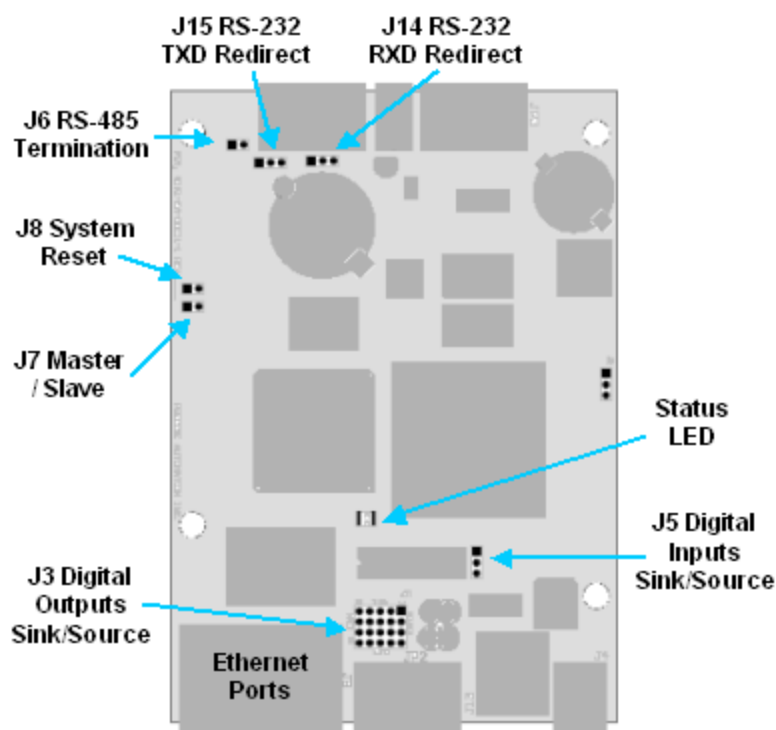 J15 RS-232
TXD Redirect
J14 RS-232
RXD Redirect
J6 RS-485
Termination
J8 System
Reset
J7 Master
/ Slave
Status
LED
J5 Digital
Inputs
Sink/Source
J3 Digital
Outputs
Sink/Source
Ethernet
Ports